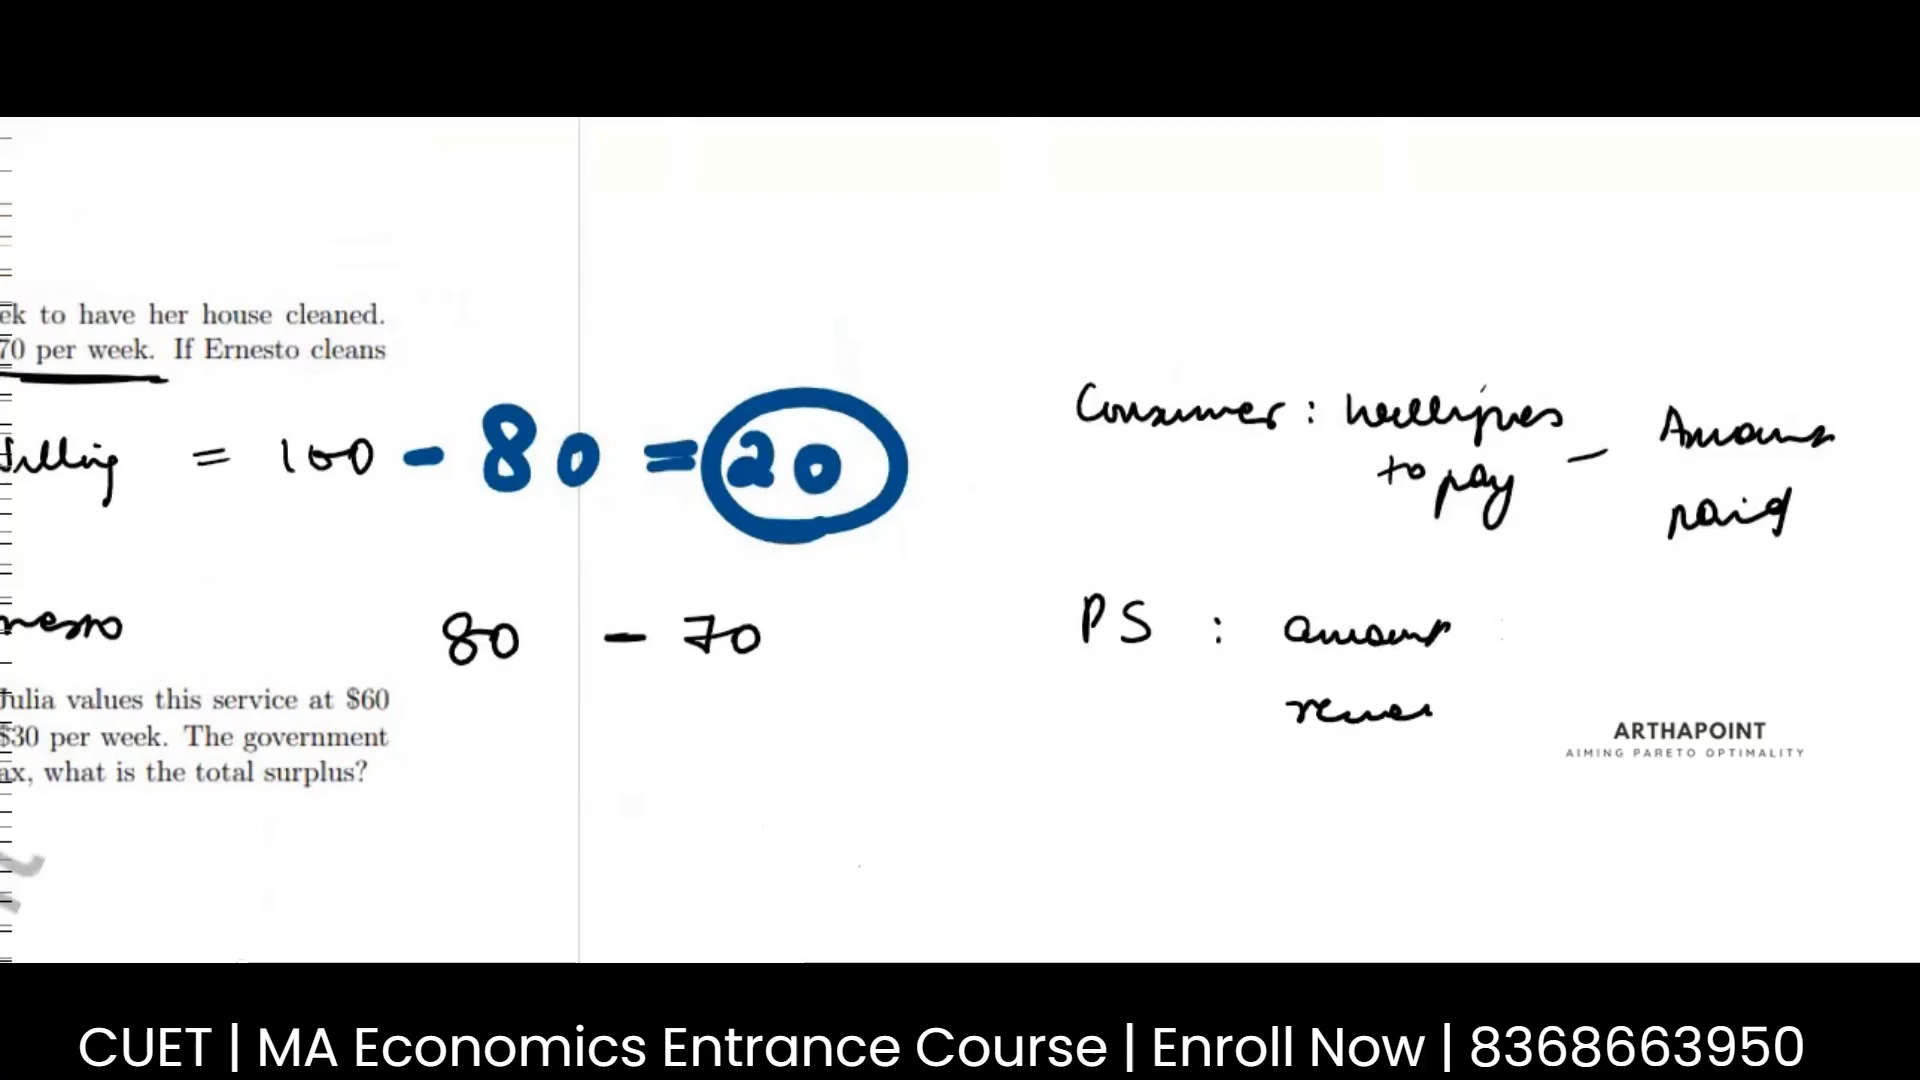 ek to have her house cleaned.
70 per week. If Ernesto cleans
= 100 - 80 = 20
Consumer : to pay - Amount paid
80 - 70
PS : amount
Julia values this service at $60
$30 per week. The government
ax, what is the total surplus?
ARTHAPOINT
AIMING PARETO OPTIMALITY
CUET | MA Economics Entrance Course | Enroll Now | 8368663950